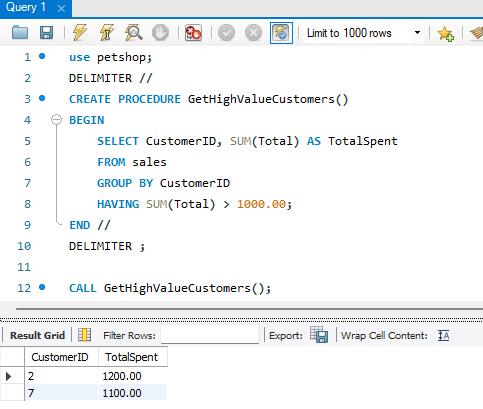 Query 1
Limit to 1000 rows
1 use petshop;
2 DELIMITER //
3 CREATE PROCEDURE GetHighValueCustomers()
4 BEGIN
5 SELECT CustomerID, SUM(Total) AS TotalSpent
6 FROM sales
7 GROUP BY CustomerID
8 HAVING SUM(Total) > 1000.00;
9 END //
10 DELIMITER ;
11
12 CALL GetHighValueCustomers();
Result Grid Filter Rows: Export: Wrap Cell Content: IA
CustomerID TotalSpent
2 1200.00
7 1100.00